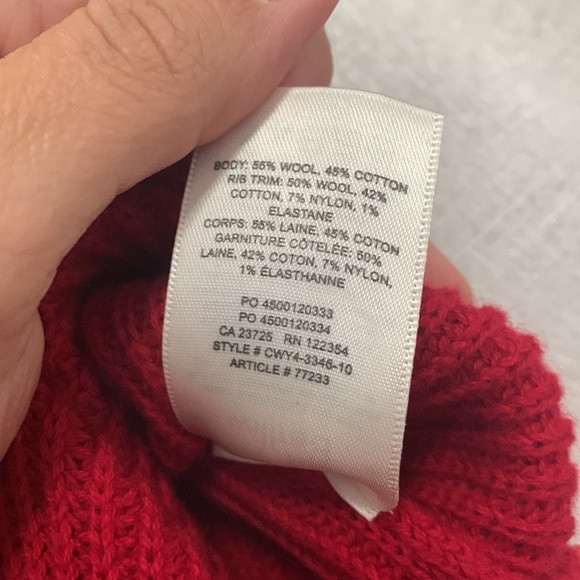 BODY: 55% WOOL, 45% COTTON
RIB TRIM: 50% WOOL, 42%
COTTON, 7% NYLON, 1%
ELASTANE
CORPS: 55% LAINE, 45% COTON
GARNITURE CÔTELÉE: 50%
LAINE, 42% COTON, 7% NYLON,
1% ÉLASTHANNE
PO 4500120333
PO 4500120334
CA 23725 RN 122354
STYLE # CWY4-3346-10
ARTICLE # 77233